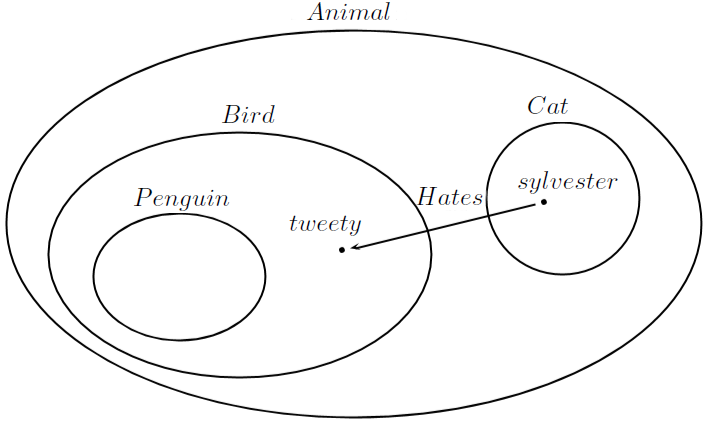 Animal
Cat
Bird
sylvester
Penguin
Hates
tweety